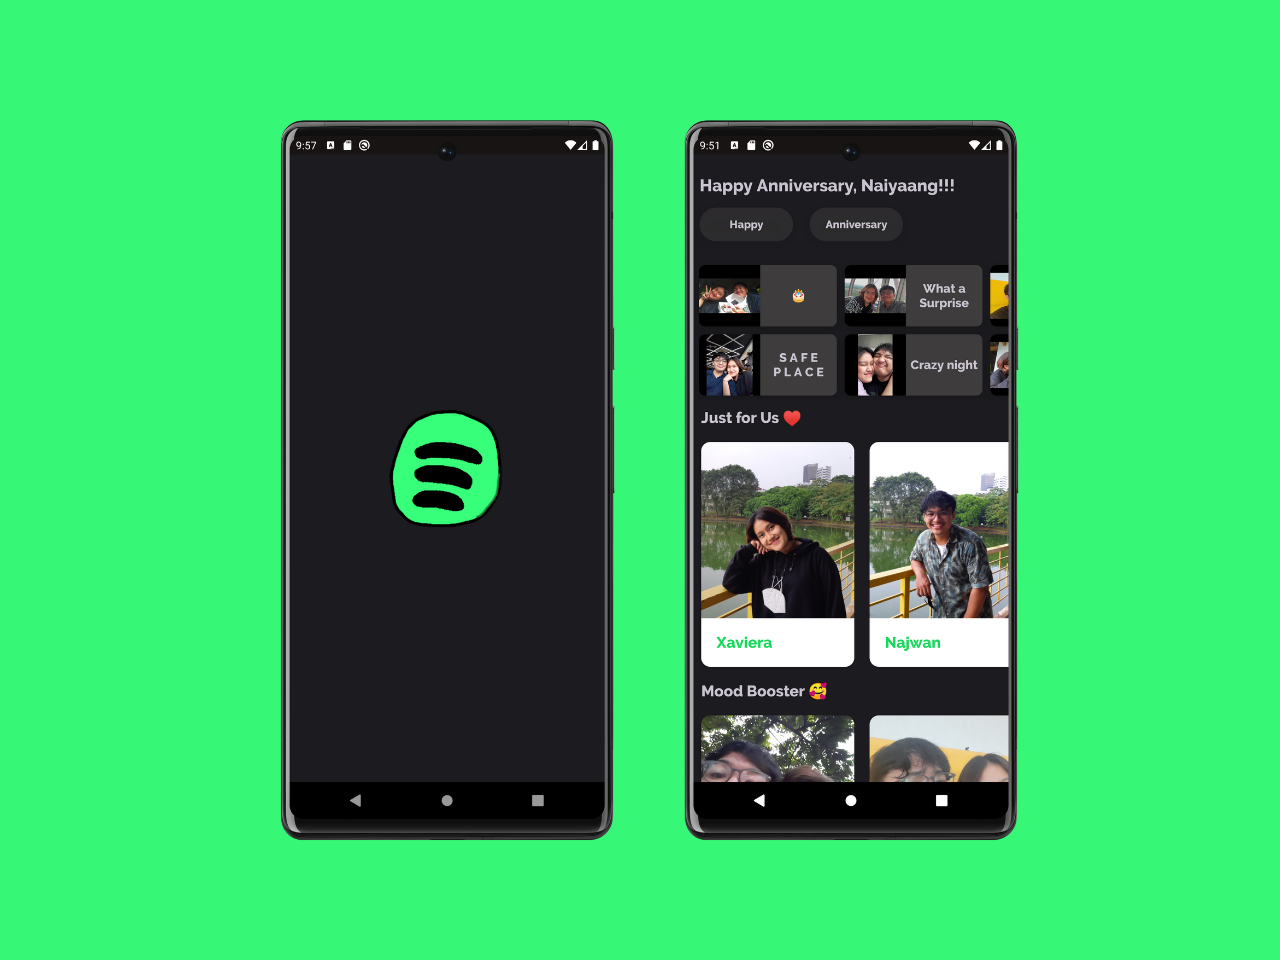 9:57
9:51
Happy Anniversary, Naiyaang!!!
Happy
Anniversary
🎂
What a
Surprise
SAFE
PLACE
Crazy night
Just for Us ♥️
Xaviera
Najwan
Mood Booster 🥰